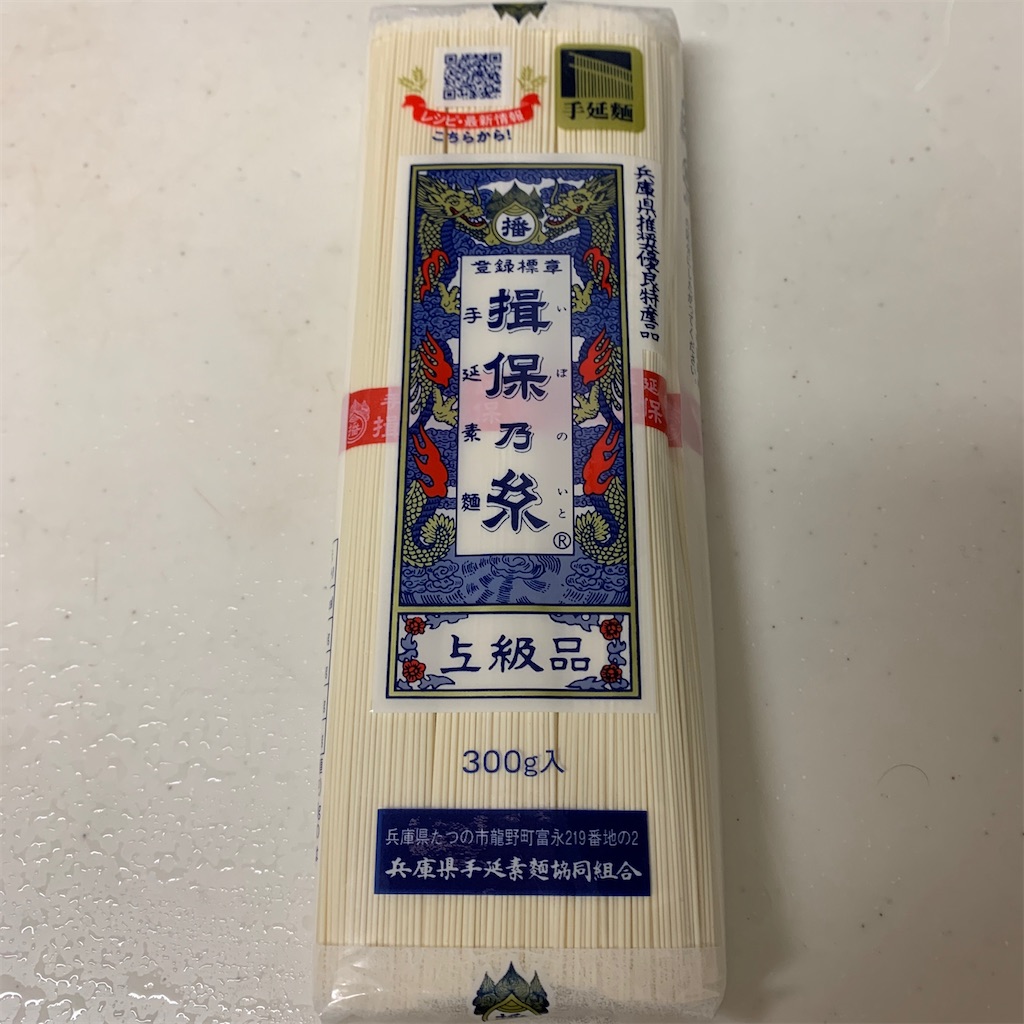 レシピ・最新情報
こちらから!
手延麺
兵庫県推奨優良特産品
播
登録標章
手延素麺
揖保乃糸
いぼのいと
®
上級品
300g入
兵庫県たつの市龍野町富永219番地の2
兵庫県手延素麺協同組合